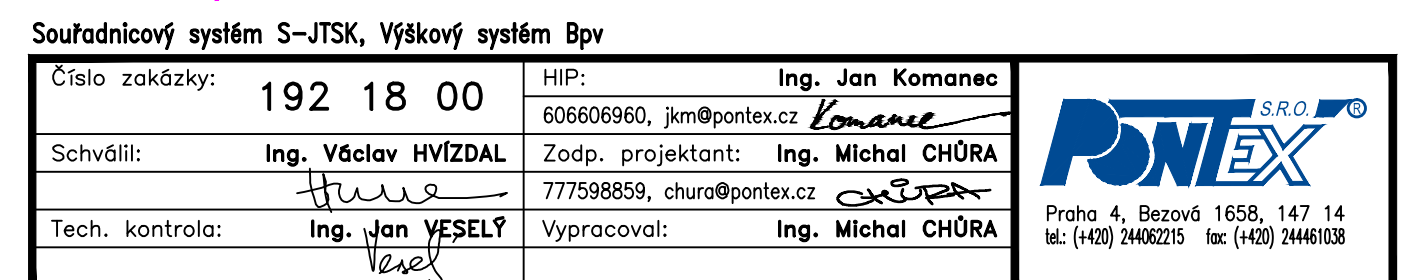 Souřadnicový systém S-JTSK, Výškový systém Bpv
Číslo zakázky: 192 18 00
HIP: Ing. Jan Komanec
606606960, jkm@pontex.cz Komanec
Schválil: Ing. Václav HVÍZDAL
Zodp. projektant: Ing. Michal CHŮRA
777598859, chura@pontex.cz CHŮRA
Tech. kontrola: Ing. Jan VESELÝ
Vesel
Vypracoval: Ing. Michal CHŮRA
PONTEX S.R.O. ®
Praha 4, Bezová 1658, 147 14
tel.: (+420) 244062215 fax: (+420) 244461038